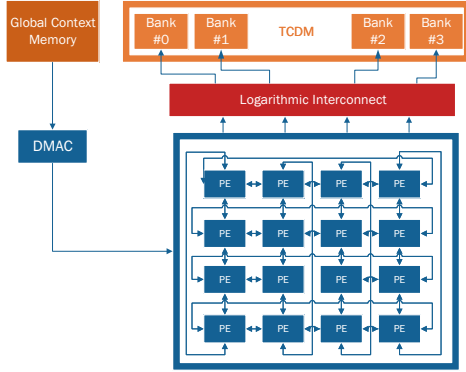 Global Context
Memory
Bank
#0
Bank
#1
TCDM
Bank
#2
Bank
#3
Logarithmic Interconnect
DMAC
PE PE PE PE
PE PE PE PE
PE PE PE PE
PE PE PE PE